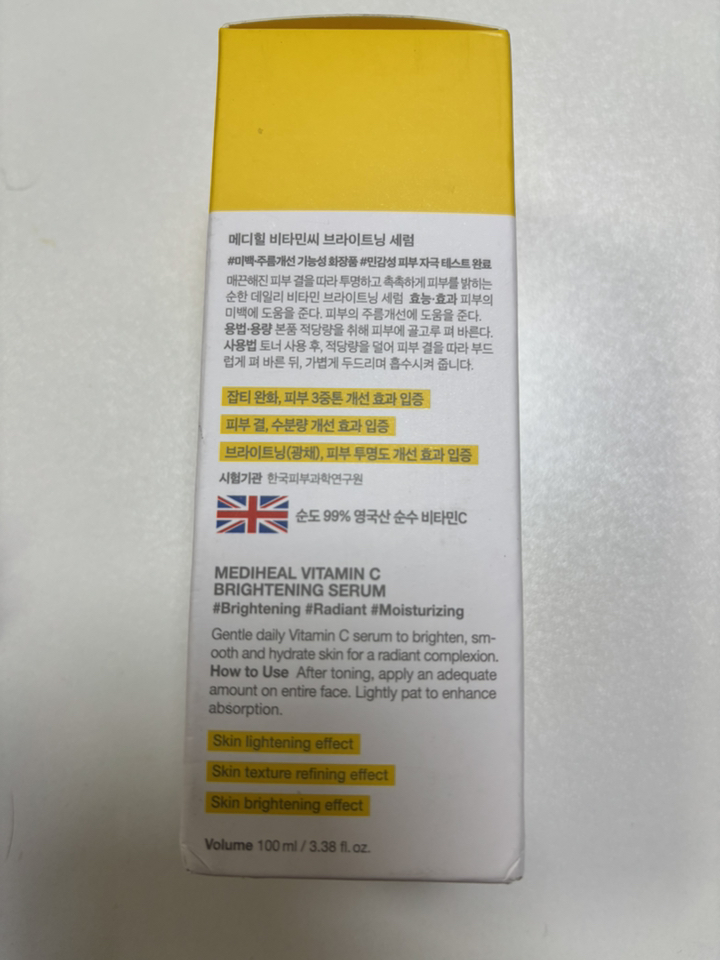 메디힐 비타민씨 브라이트닝 세럼
#미백·주름개선 기능성 화장품 #민감성 피부 자극 테스트 완료
매끈해진 피부 결을 따라 투명하고 촉촉하게 피부를 밝히는
순한 데일리 비타민 브라이트닝 세럼 효능·효과 피부의
미백에 도움을 준다. 피부의 주름개선에 도움을 준다.
용법·용량 본품 적당량을 취해 피부에 골고루 펴 바른다.
사용법 토너 사용 후, 적당량을 덜어 피부 결을 따라 부드
럽게 펴 바른 뒤, 가볍게 두드리며 흡수시켜 줍니다.
잡티 완화, 피부 3중톤 개선 효과 입증
피부 결, 수분량 개선 효과 입증
브라이트닝(광채), 피부 투명도 개선 효과 입증
시험기관 한국피부과학연구원
순도 99% 영국산 순수 비타민C
MEDIHEAL VITAMIN C
BRIGHTENING SERUM
#Brightening #Radiant #Moisturizing
Gentle daily Vitamin C serum to brighten, sm-
ooth and hydrate skin for a radiant complexion.
How to Use After toning, apply an adequate
amount on entire face. Lightly pat to enhance
absorption.
Skin lightening effect
Skin texture refining effect
Skin brightening effect
Volume 100 ml / 3.38 fl. oz.